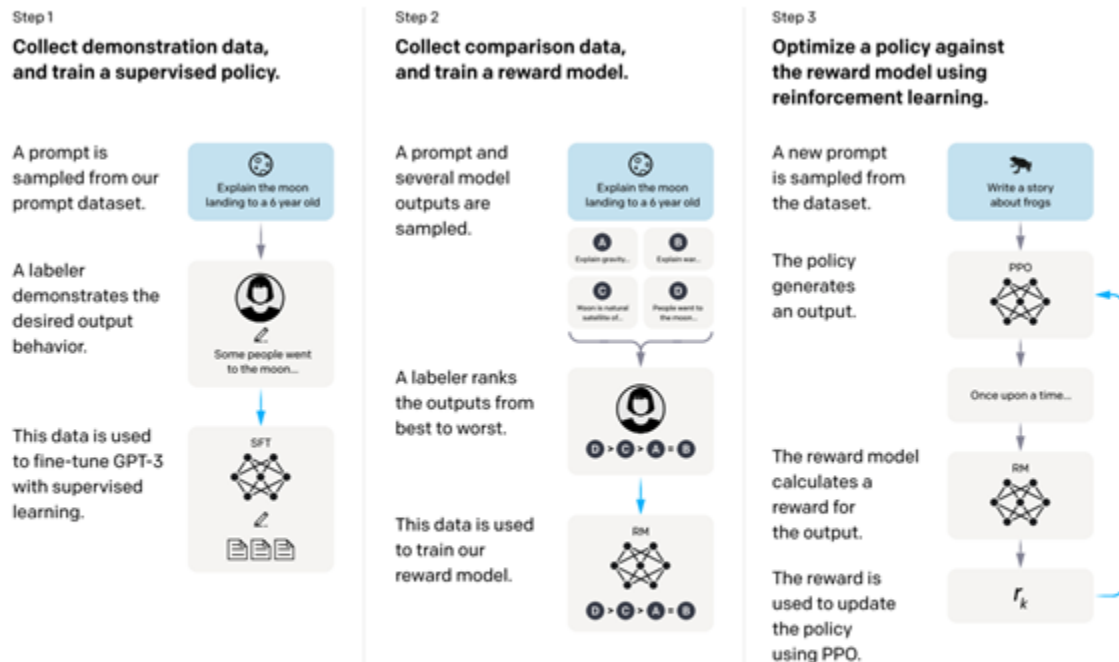 Step 1
Collect demonstration data,
and train a supervised policy.
A prompt is
sampled from our
prompt dataset.
Explain the moon
landing to a 6 year old
A labeler
demonstrates the
desired output
behavior.
Some people went
to the moon...
This data is used
to fine-tune GPT-3
with supervised
learning.
SFT
Step 2
Collect comparison data,
and train a reward model.
A prompt and
several model
outputs are
sampled.
Explain the moon
landing to a 6 year old
A
Explain gravity...
B
Explain war...
C
Moon is natural
satellite of...
D
People went to
the moon...
A labeler ranks
the outputs from
best to worst.
D > C > A = B
This data is used
to train our
reward model.
RM
D > C > A = B
Step 3
Optimize a policy against
the reward model using
reinforcement learning.
A new prompt
is sampled from
the dataset.
Write a story
about frogs
The policy
generates
an output.
PPO
Once upon a time...
The reward model
calculates a
reward for
the output.
RM
The reward is
used to update
the policy
using PPO.
rₖ